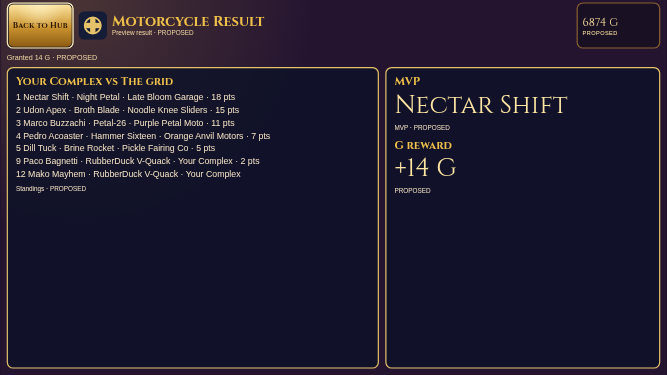 BACK TO HUB
MOTORCYCLE RESULT
Preview result · PROPOSED
6874 G
PROPOSED
Granted 14 G · PROPOSED
YOUR COMPLEX VS THE GRID
1 Nectar Shift · Night Petal · Late Bloom Garage · 18 pts
2 Udon Apex · Broth Blade · Noodle Knee Sliders · 15 pts
3 Marco Buzzachi · Petal-26 · Purple Petal Moto · 11 pts
4 Pedro Acoaster · Hammer Sixteen · Orange Anvil Motors · 7 pts
5 Dill Tuck · Brine Rocket · Pickle Fairing Co · 5 pts
9 Paco Bagnetti · RubberDuck V-Quack · Your Complex · 2 pts
12 Mako Mayhem · RubberDuck V-Quack · Your Complex
Standings · PROPOSED
MVP
NECTAR SHIFT
MVP · PROPOSED
G REWARD
+14 G
PROPOSED